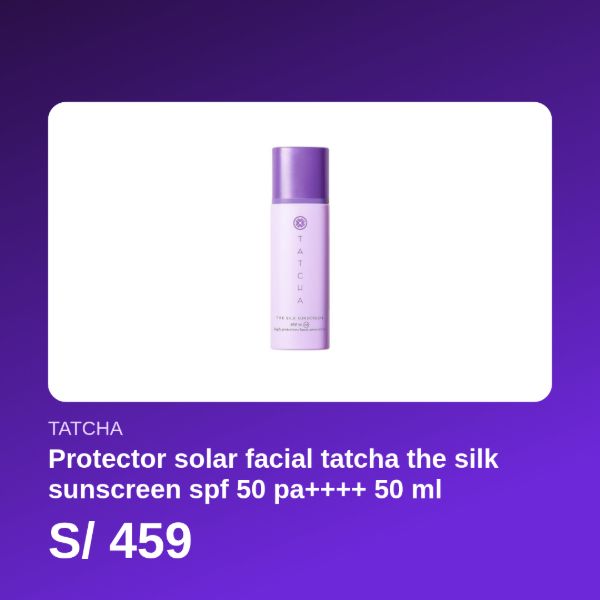 TATCHA
THE SILK SUNSCREEN
TATCHA
Protector solar facial tatcha the silk
sunscreen spf 50 pa++++ 50 ml
S/ 459